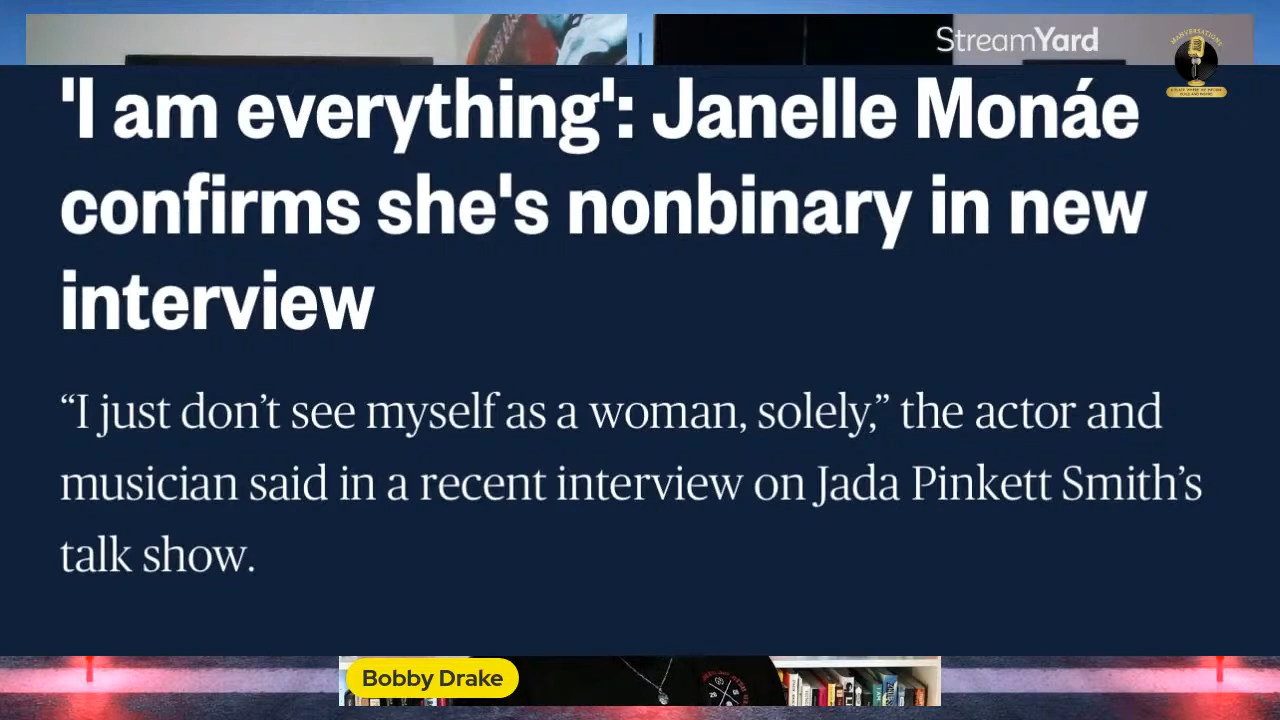 StreamYard
MANVERSATIONS
'I am everything': Janelle Monáe
confirms she's nonbinary in new
interview
“I just don’t see myself as a woman, solely,” the actor and
musician said in a recent interview on Jada Pinkett Smith’s
talk show.
Bobby Drake